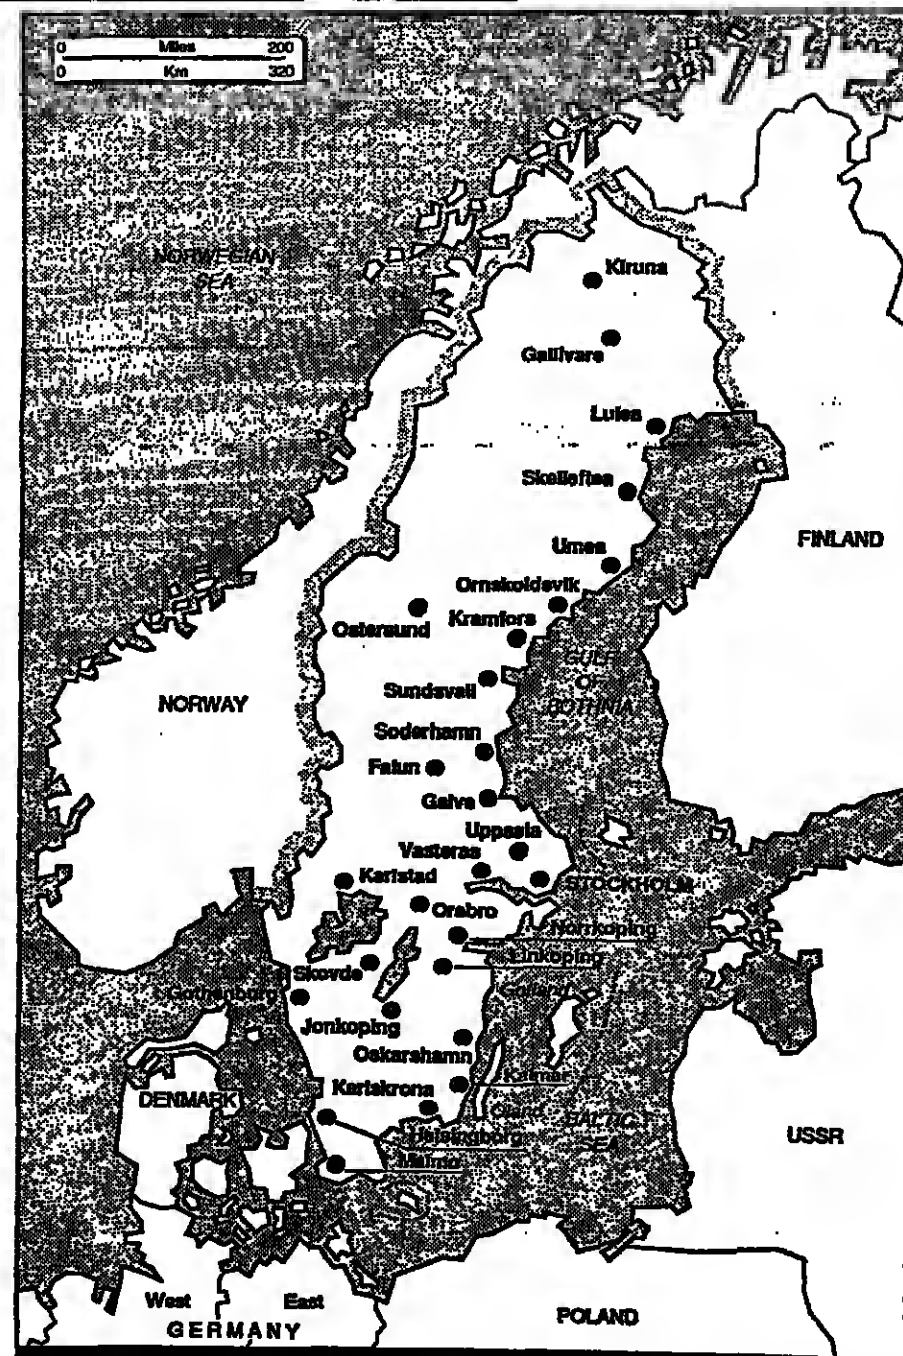 0 Miles 200
0 Km 320
NORWEGIAN
SEA
Kiruna
Gallivare
Lulea
Skelleftea
FINLAND
Umea
Ornskoldsvik
Ostersund
Kramfors
GULF
OF
BOTHNIA
Sundsvall
NORWAY
Soderhamn
Falun
Galve
Uppsala
Vasteras
Karlstad
STOCKHOLM
Orebro
Norrkoping
Linkoping
Skovde
Gotland
Gothenborg
Jonkoping
Oskarshamn
Kalmar
Karlskrona
DENMARK
Oland
BALTIC
SEA
Helsingborg
USSR
Malmo
West
East
GERMANY
POLAND